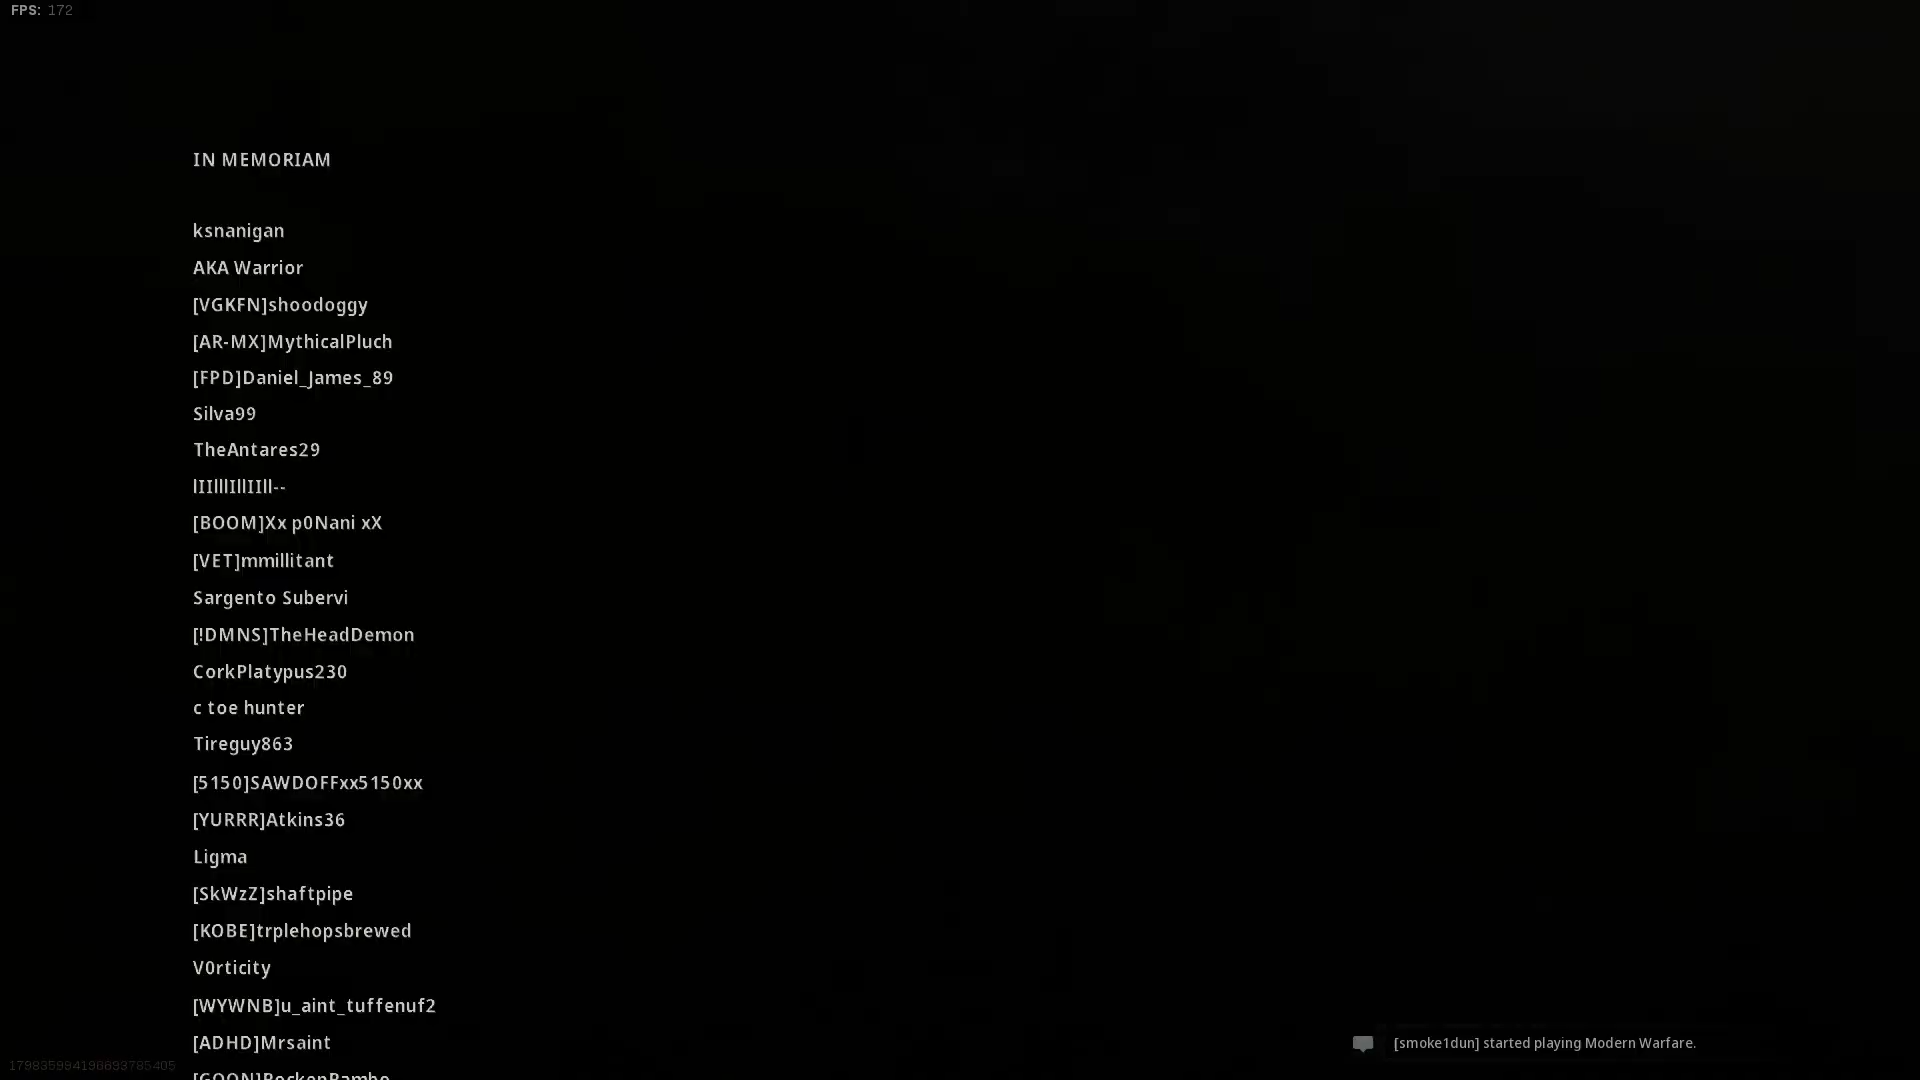 FPS: 172
IN MEMORIAM
ksnanigan
AKA Warrior
[VGKFN]shoodoggy
[AR-MX]MythicalPluch
[FPD]Daniel_James_89
Silva99
TheAntares29
lIIlllIllIIll--
[BOOM]Xx p0Nani xX
[VET]mmillitant
Sargento Subervi
[!DMNS]TheHeadDemon
CorkPlatypus230
c toe hunter
Tireguy863
[5150]SAWDOFFxx5150xx
[YURRR]Atkins36
Ligma
[SkWzZ]shaftpipe
[KOBE]trplehopsbrewed
V0rticity
[WYWNB]u_aint_tuffenuf2
[ADHD]Mrsaint
[smoke1dun] started playing Modern Warfare.